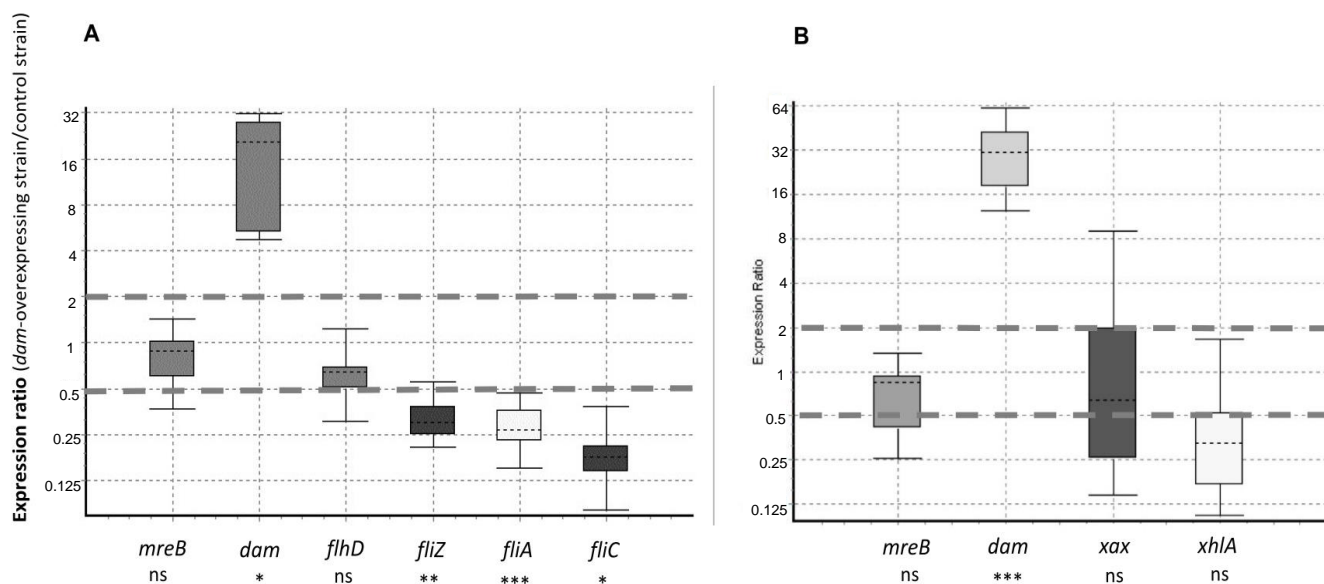 A
Expression ratio (dam-overexpressing strain/control strain)
32
16
8
4
2
1
0.5
0.25
0.125
mreB dam flhD fliZ fliA fliC
ns * ns ** *** *
B
Expression Ratio
64
32
16
8
4
2
1
0.5
0.25
0.125
mreB dam xax xhlA
ns *** ns ns